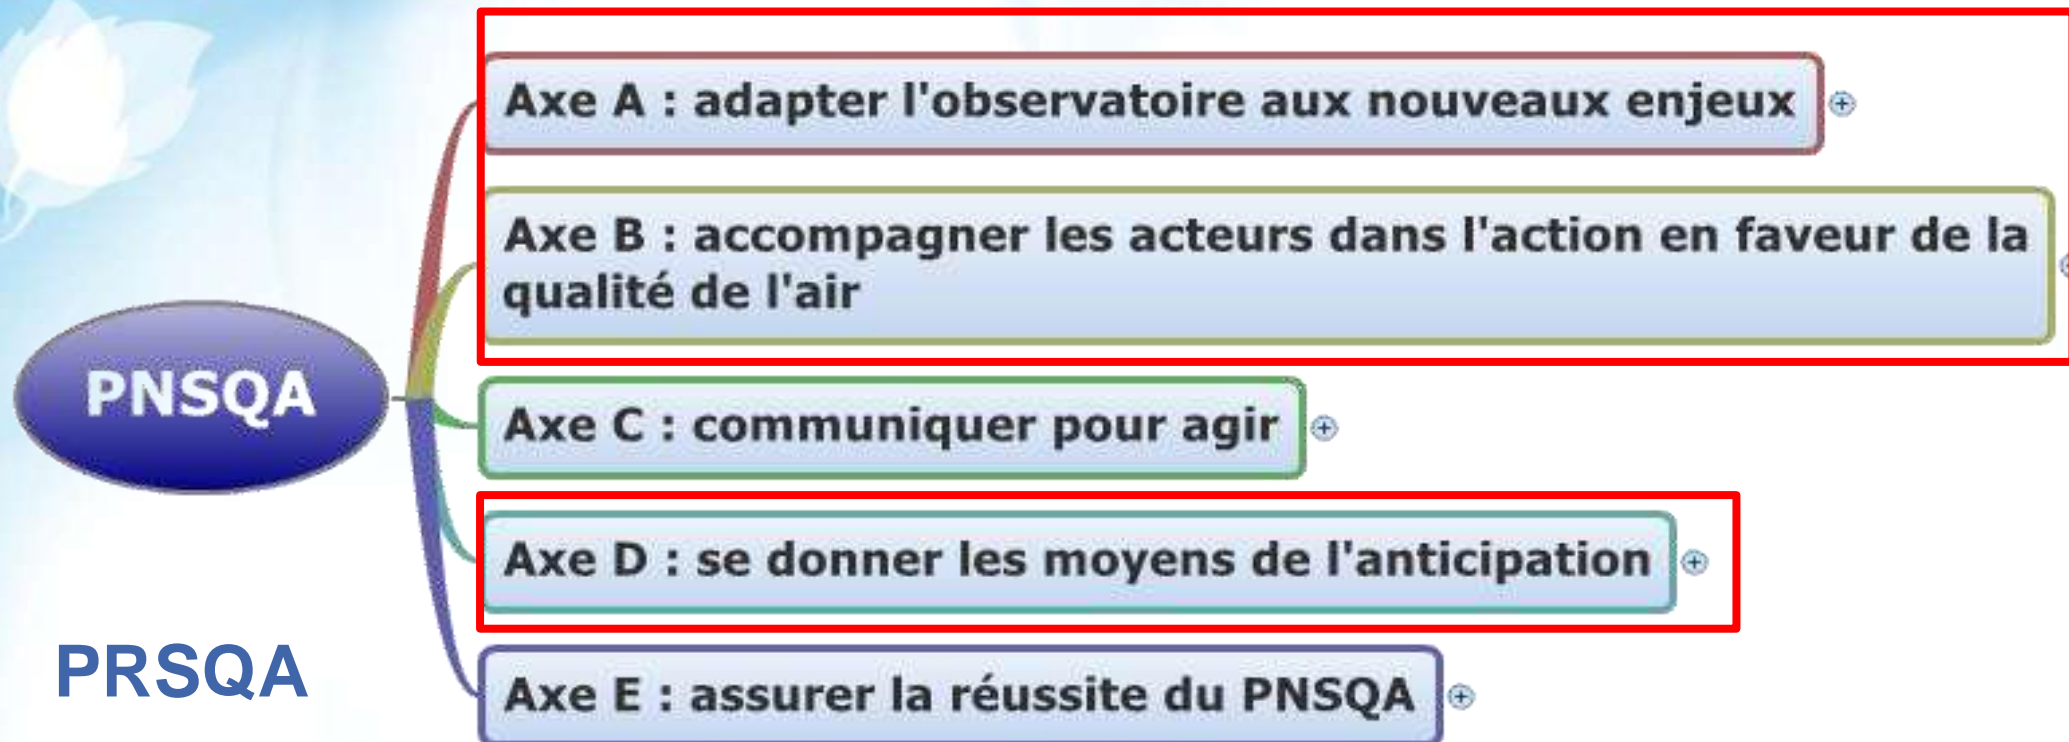 Axe A : adapter l'observatoire aux nouveaux enjeux
Axe B : accompagner les acteurs dans l'action en faveur de la
qualité de l'air
PNSQA
Axe C : communiquer pour agir
Axe D : se donner les moyens de l'anticipation
PRSQA
Axe E : assurer la réussite du PNSQA